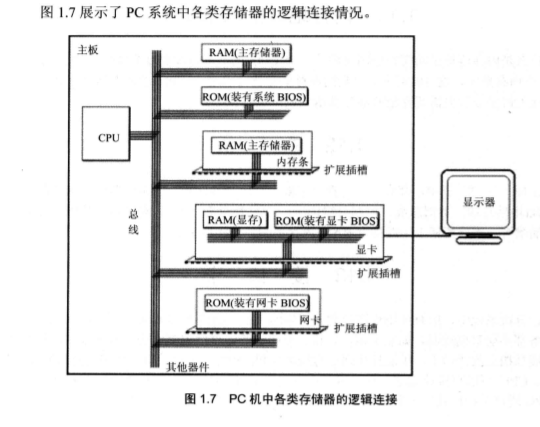 图 1.7 展示了 PC 系统中各类存储器的逻辑连接情况。
主板
RAM(主存储器)
ROM(装有系统 BIOS)
CPU
RAM(主存储器)
内存条
扩展插槽
总线
RAM(显存)
ROM(装有显卡 BIOS)
显卡
扩展插槽
显示器
ROM(装有网卡 BIOS)
网卡
扩展插槽
其他器件
图 1.7 PC 机中各类存储器的逻辑连接